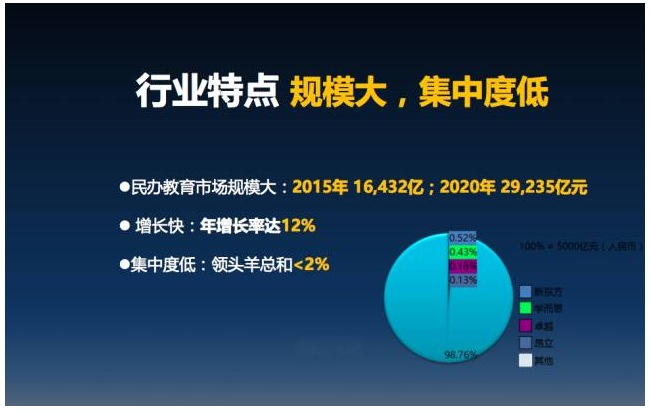 行业特点 规模大，集中度低
●民办教育市场规模大：2015年 16,432亿；2020年 29,235亿元
● 增长快：年增长率达12%
●集中度低：领头羊总和<2%
0.52%
0.43%
0.16%
0.13%
98.76%
100% = 5000亿元（人民币）
新东方
学而思
卓越
昂立
其他